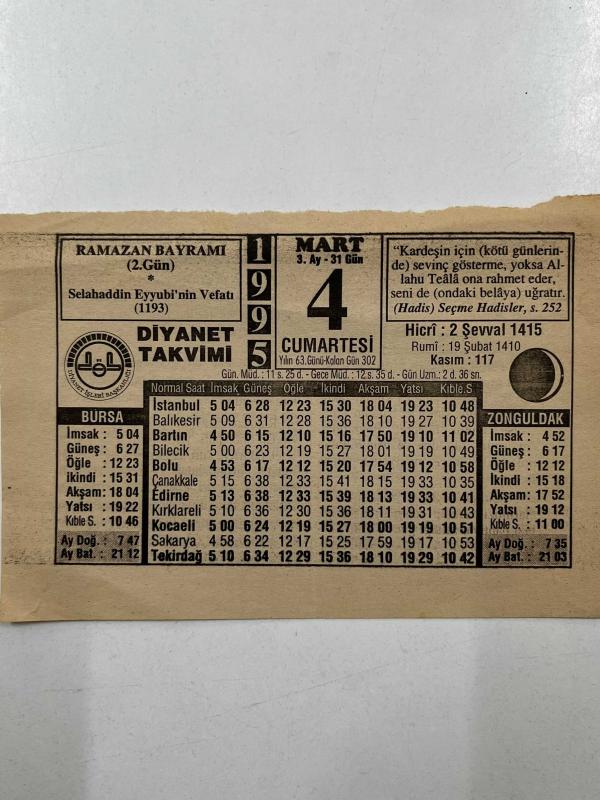 RAMAZAN BAYRAMI
(2.Gün)
*
Selahaddin Eyyubi'nin Vefatı
(1193)
1995
MART
3. Ay - 31 Gün
4
CUMARTESİ
Yılın 63.Günü-Kalan Gün 302
"Kardeşin için (kötü günlerin-
de) sevinç gösterme, yoksa Al-
lahu Teâlâ ona rahmet eder,
seni de (ondaki belâya) uğratır.
(Hadis) Seçme Hadisler, s. 252
DİYANET
TAKVİMİ
DİYANET İŞLERİ BAŞKANLIĞI
Hicrî : 2 Şevval 1415
Rumî : 19 Şubat 1410
Kasım : 117
Gün. Müd. : 11 s. 25 d. - Gece Müd. : 12.s. 35 d. - Gün Uzm.: 2 d. 36 sn.
Normal Saat İmsak Güneş Öğle İkindi Akşam Yatsı Kıble.S
İstanbul 5 04 6 28 12 23 15 30 18 04 19 23 10 48
Balıkesir 5 09 6 31 12 28 15 36 18 10 19 27 10 39
Bartın 4 50 6 15 12 10 15 16 17 50 19 10 11 02
Bilecik 5 00 6 23 12 19 15 27 18 01 19 19 10 49
Bolu 4 53 6 17 12 12 15 20 17 54 19 12 10 58
Çanakkale 5 15 6 38 12 33 15 41 18 15 19 33 10 35
Edirne 5 13 6 38 12 33 15 39 18 13 19 33 10 41
Kırklareli 5 10 6 36 12 30 15 36 18 11 19 31 10 43
Kocaeli 5 00 6 24 12 19 15 27 18 00 19 19 10 51
Sakarya 4 58 6 22 12 17 15 25 17 59 19 17 10 53
Tekirdağ 5 10 6 34 12 29 15 36 18 10 19 29 10 42
BURSA
İmsak : 5 04
Güneş : 6 27
Öğle : 12 23
İkindi : 15 31
Akşam: 18 04
Yatsı : 19 22
Kıble S. : 10 46
Ay Doğ. : 7 47
Ay Bat. : 21 12
ZONGULDAK
İmsak : 4 52
Güneş : 6 17
Öğle : 12 12
İkindi : 15 18
Akşam: 17 52
Yatsı : 19 12
Kıble S. : 11 00
Ay Doğ. : 7 35
Ay Bat. : 21 03